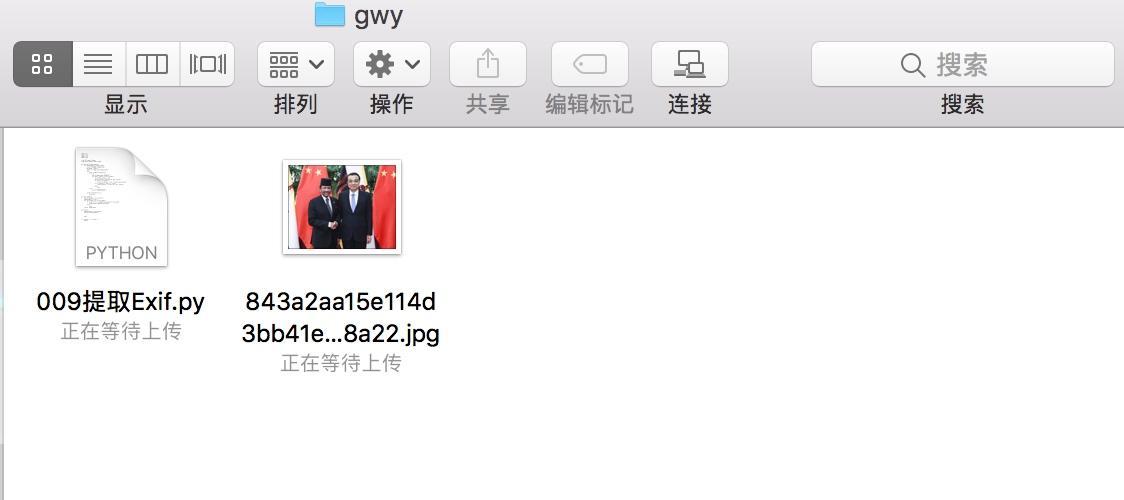 gwy
搜索
显示
排列
操作
共享
编辑标记
连接
搜索
PYTHON
009提取Exif.py
正在等待上传
843a2aa15e114d
3bb41e...8a22.jpg
正在等待上传